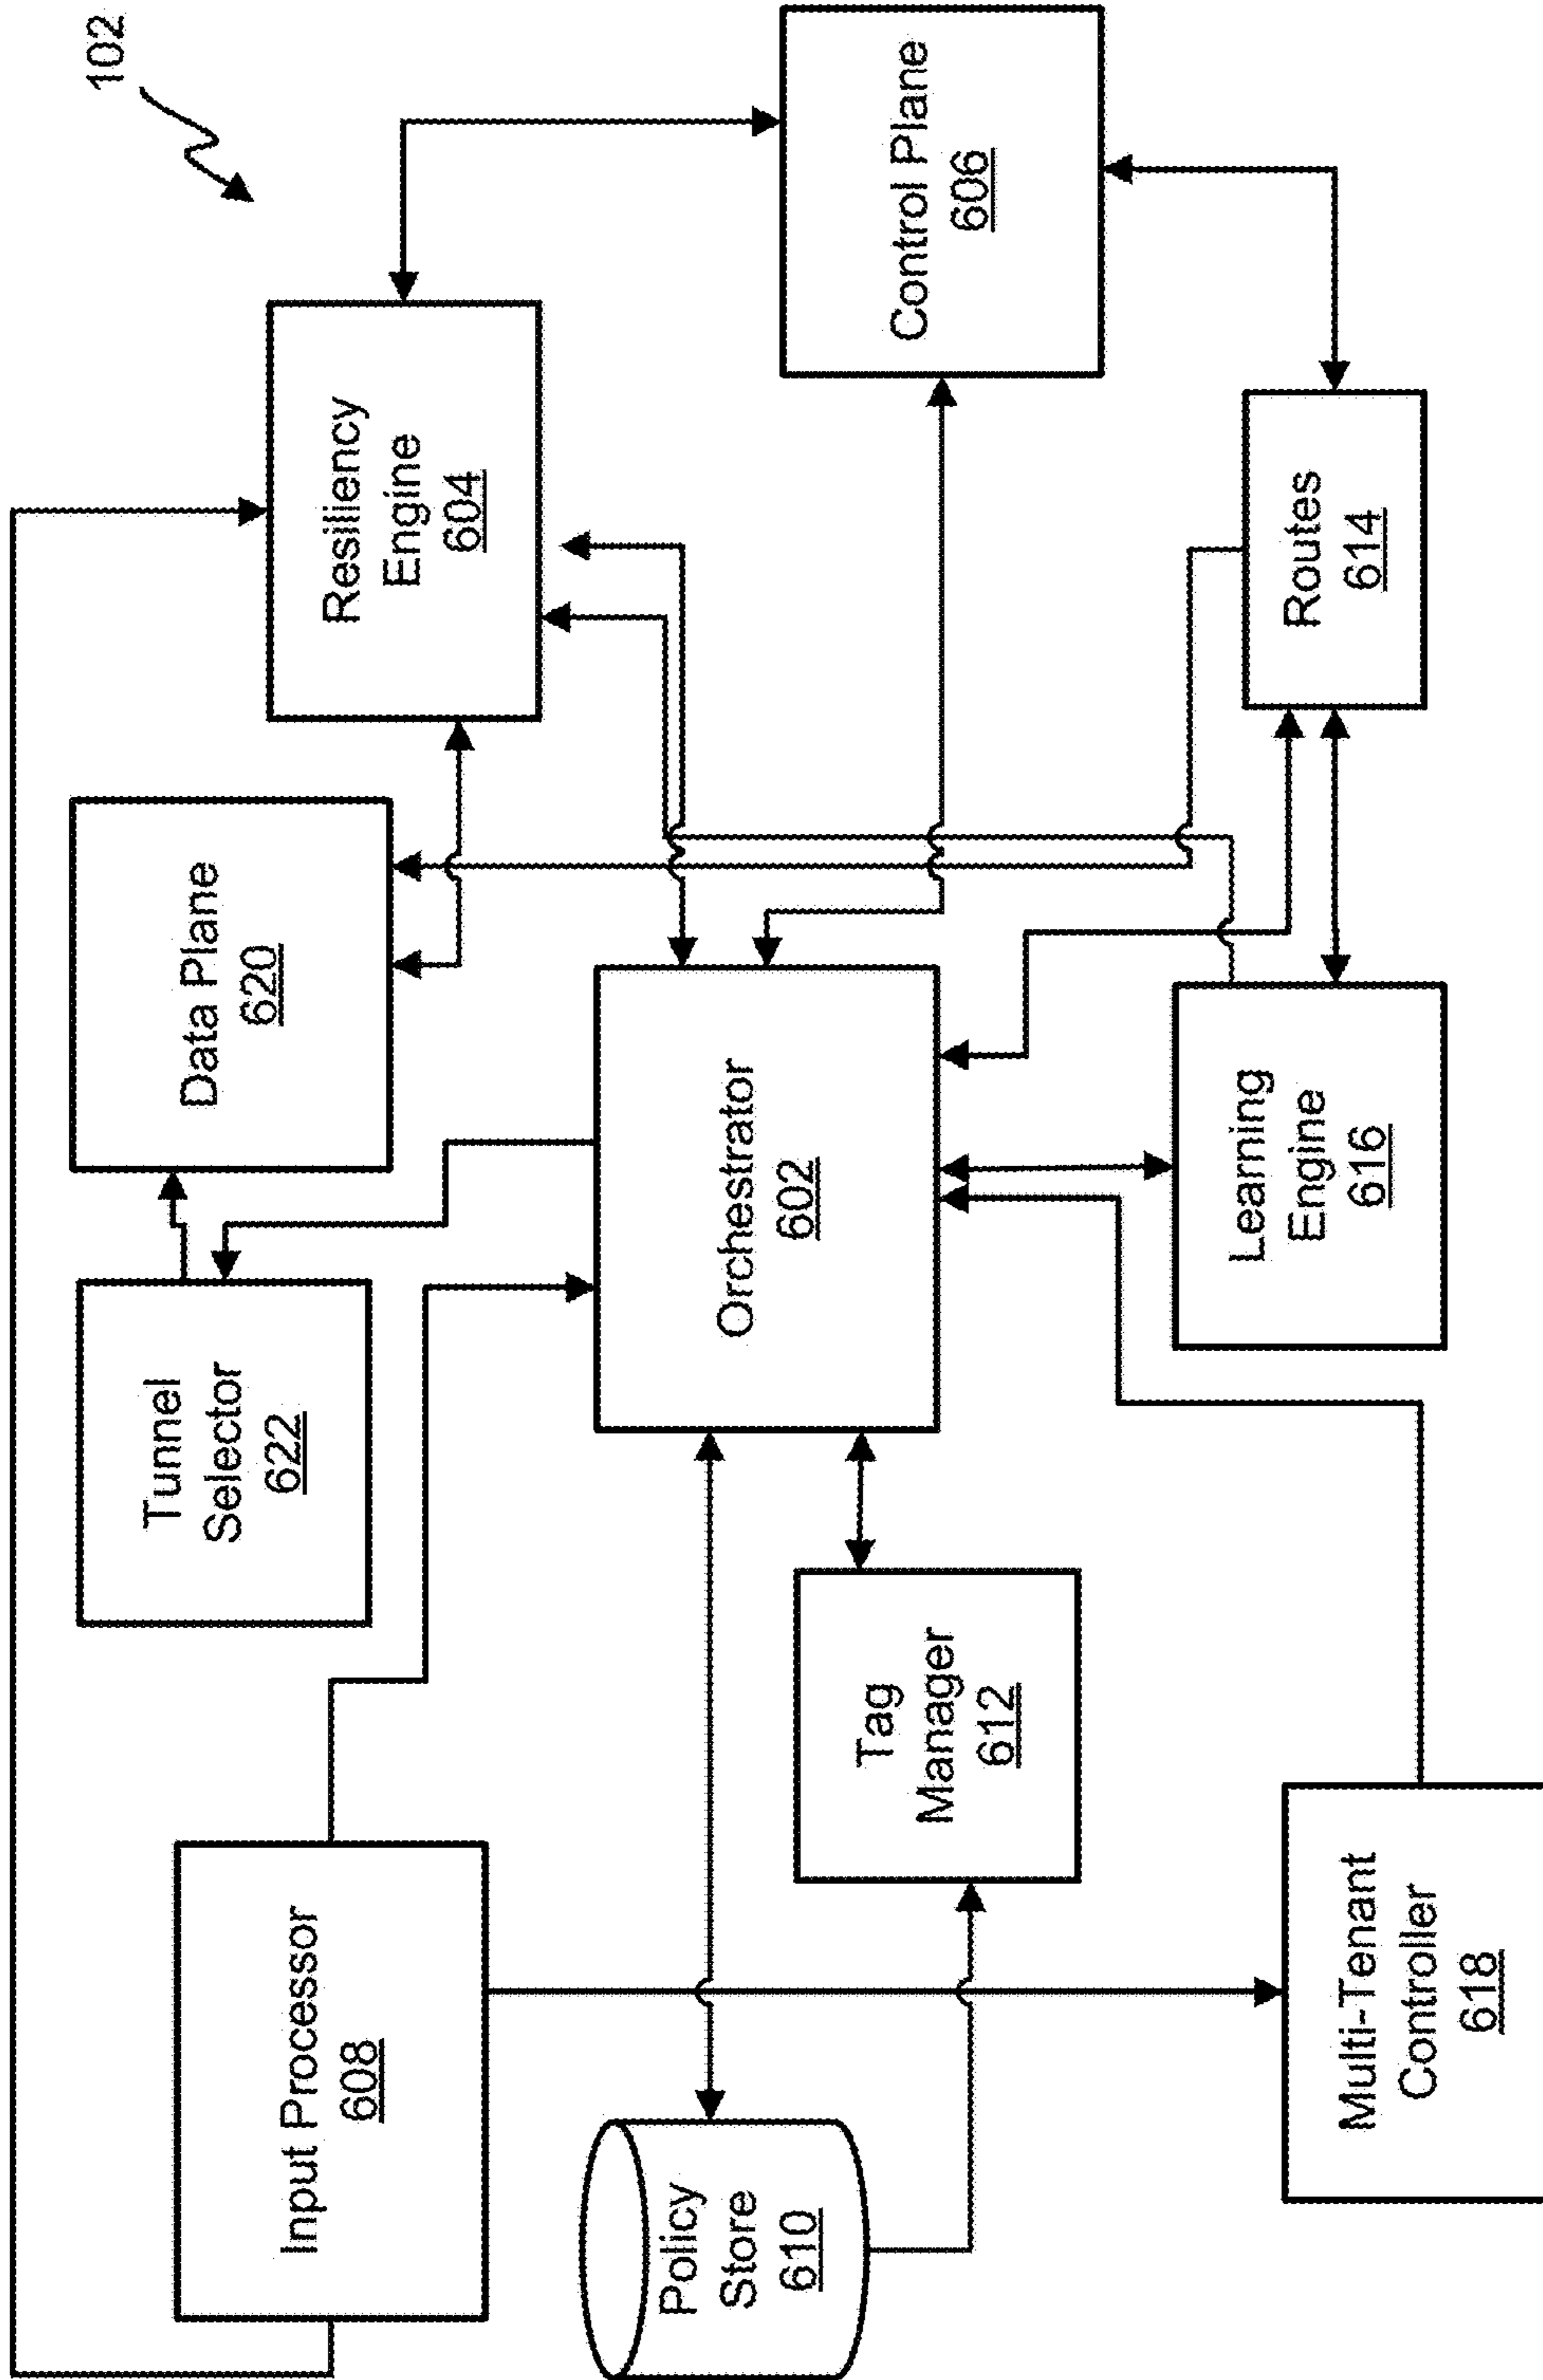 102
Input Processor
608
Tunnel
Selector
622
Data Plane
620
Resiliency
Engine
604
Policy
Store
610
Orchestrator
602
Control Plane
606
Tag
Manager
612
Multi-Tenant
Controller
618
Learning
Engine
616
Routes
614